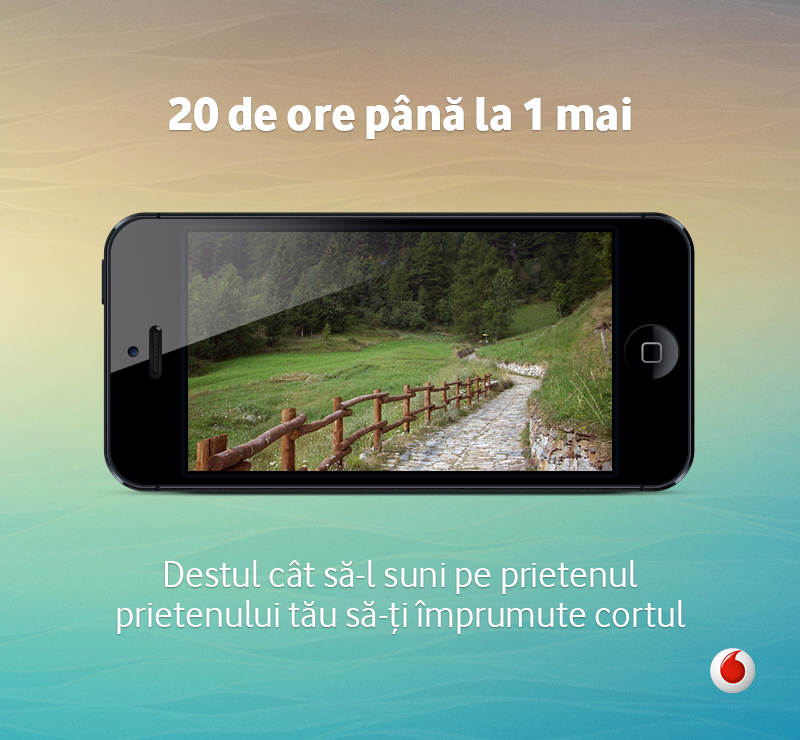 20 de ore până la 1 mai
Destul cât să-l suni pe prietenul
prietenului tău să-ți împrumute cortul